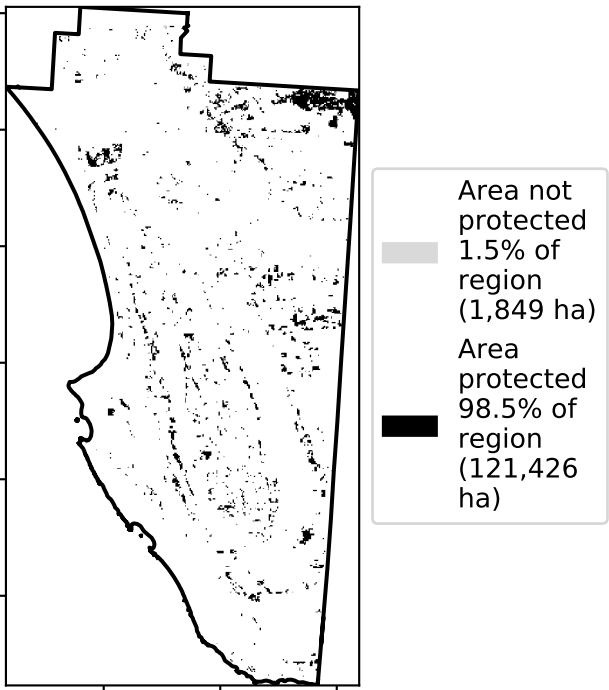 Area not
protected
1.5% of
region
(1,849 ha)
Area
protected
98.5% of
region
(121,426
ha)